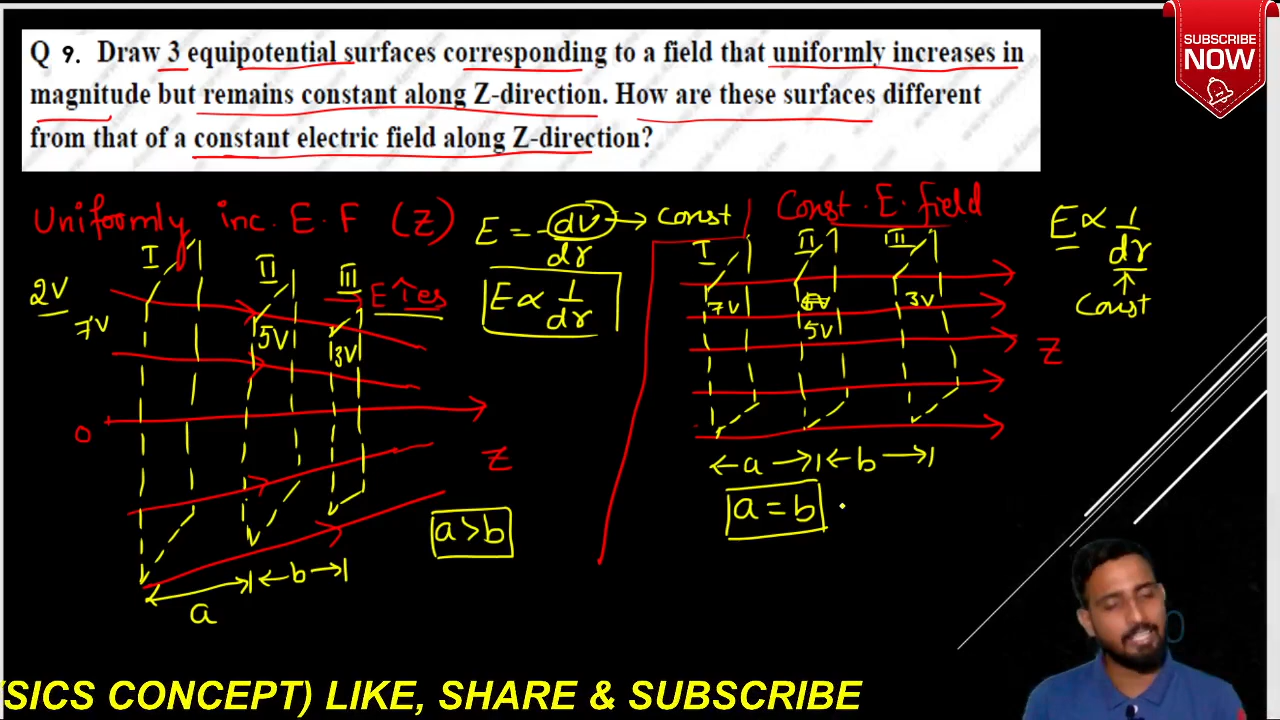 SUBSCRIBE
NOW
Q 9. Draw 3 equipotential surfaces corresponding to a field that uniformly increases in
magnitude but remains constant along Z-direction. How are these surfaces different
from that of a constant electric field along Z-direction?
Uniformly inc. E.F (Z)
E = -dv/dr → const
E ∝ 1/dr
I
II
III
E↑es
2V
7V
5V
3V
O
Z
a
b
a>b
Const. E. field
E ∝ 1/dr
↑
Const
I
II
III
7V
5V
3V
Z
←a→ ←b→
a=b
SICS CONCEPT) LIKE, SHARE & SUBSCRIBE